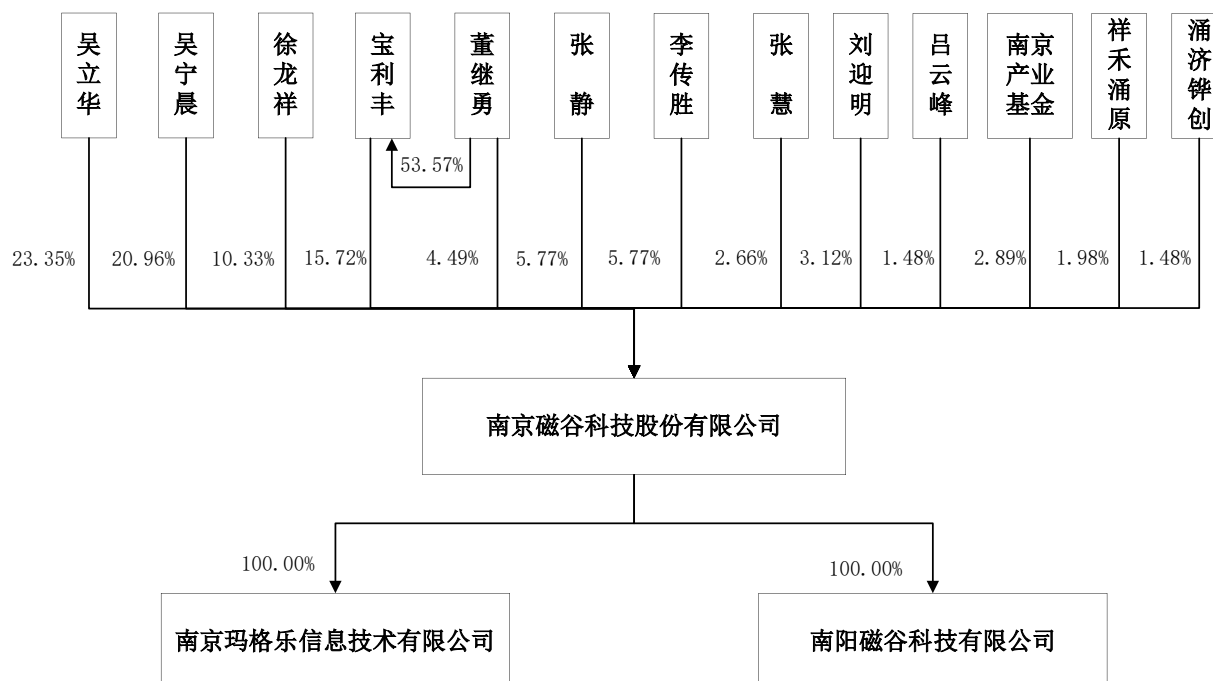 吴立华
吴宁晨
徐龙祥
宝利丰
董继勇
张静
李传胜
张慧
刘迎明
吕云峰
南京产业基金
祥禾涌原
涌济铧创
53.57%
23.35%
20.96%
10.33%
15.72%
4.49%
5.77%
5.77%
2.66%
3.12%
1.48%
2.89%
1.98%
1.48%
南京磁谷科技股份有限公司
100.00%
100.00%
南京玛格乐信息技术有限公司
南阳磁谷科技有限公司